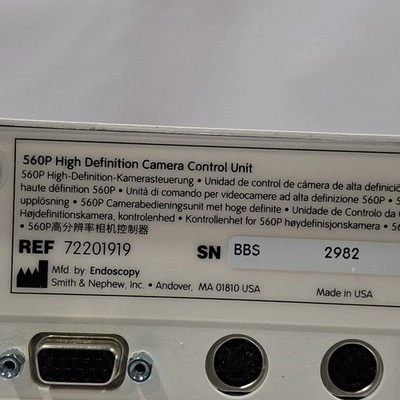 560P High Definition Camera Control Unit
560P High-Definition-Kamerasteuerung • Unidad de control de cámara de alta definició
haute définition 560P • Unità di comando per videocamere ad alta definizione 560P •
upplösning • 560P Camerabedieningsunit met hoge definite • Unidade de Controlo da
Højdefinitionskamera, kontrolenhed • Kontrollenhet for 560P høydefinisjonskamera • 56
• 560P高分辨率相机控制器
REF 72201919 SN BBS 2982
Mfd. by: Endoscopy
Smith & Nephew, Inc. • Andover, MA 01810 USA Made in USA